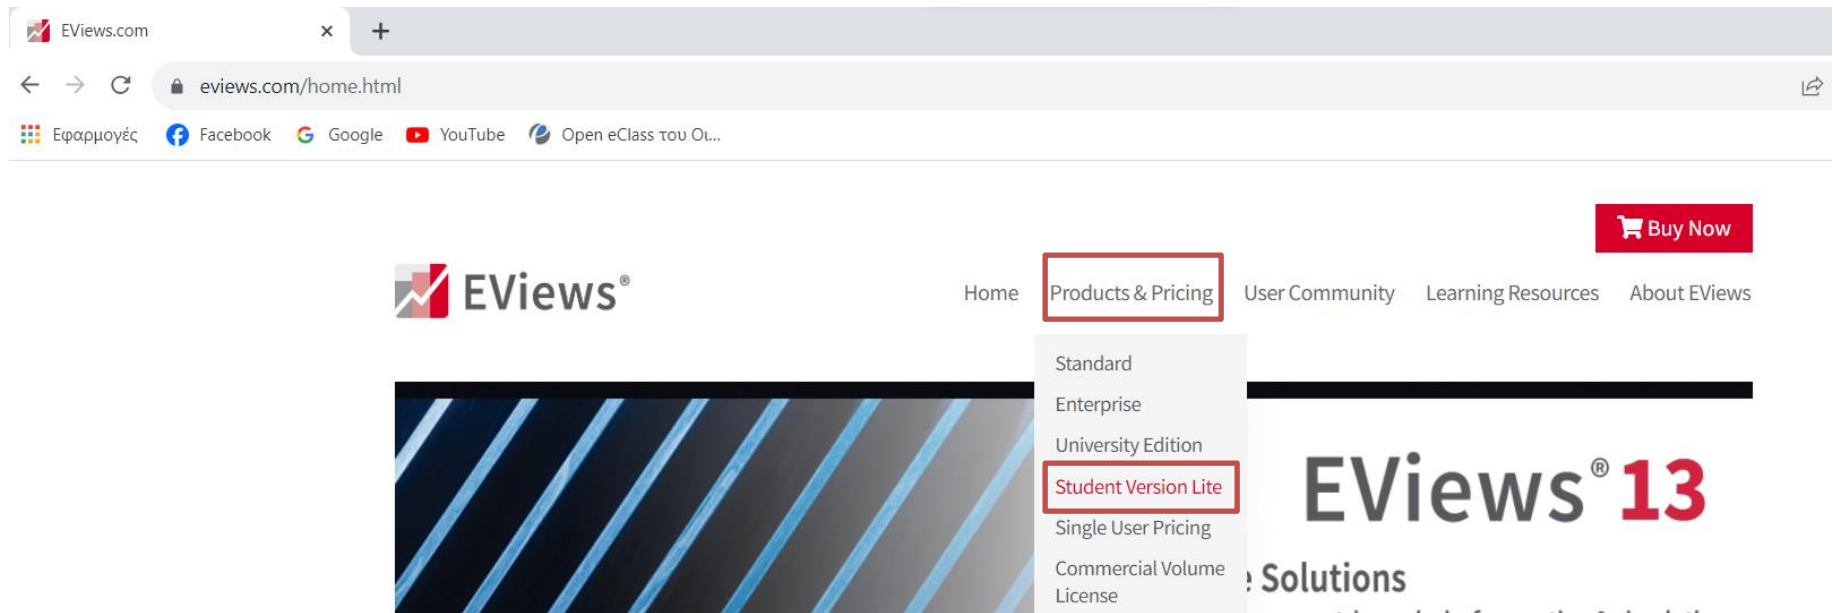 EViews.com
eviews.com/home.html
Εφαρμογές Facebook Google YouTube Open eClass του Οι...
Buy Now
EViews®
Home Products & Pricing User Community Learning Resources About EViews
Standard
Enterprise
University Edition
Student Version Lite
Single User Pricing
Commercial Volume
License
EViews® 13
Solutions